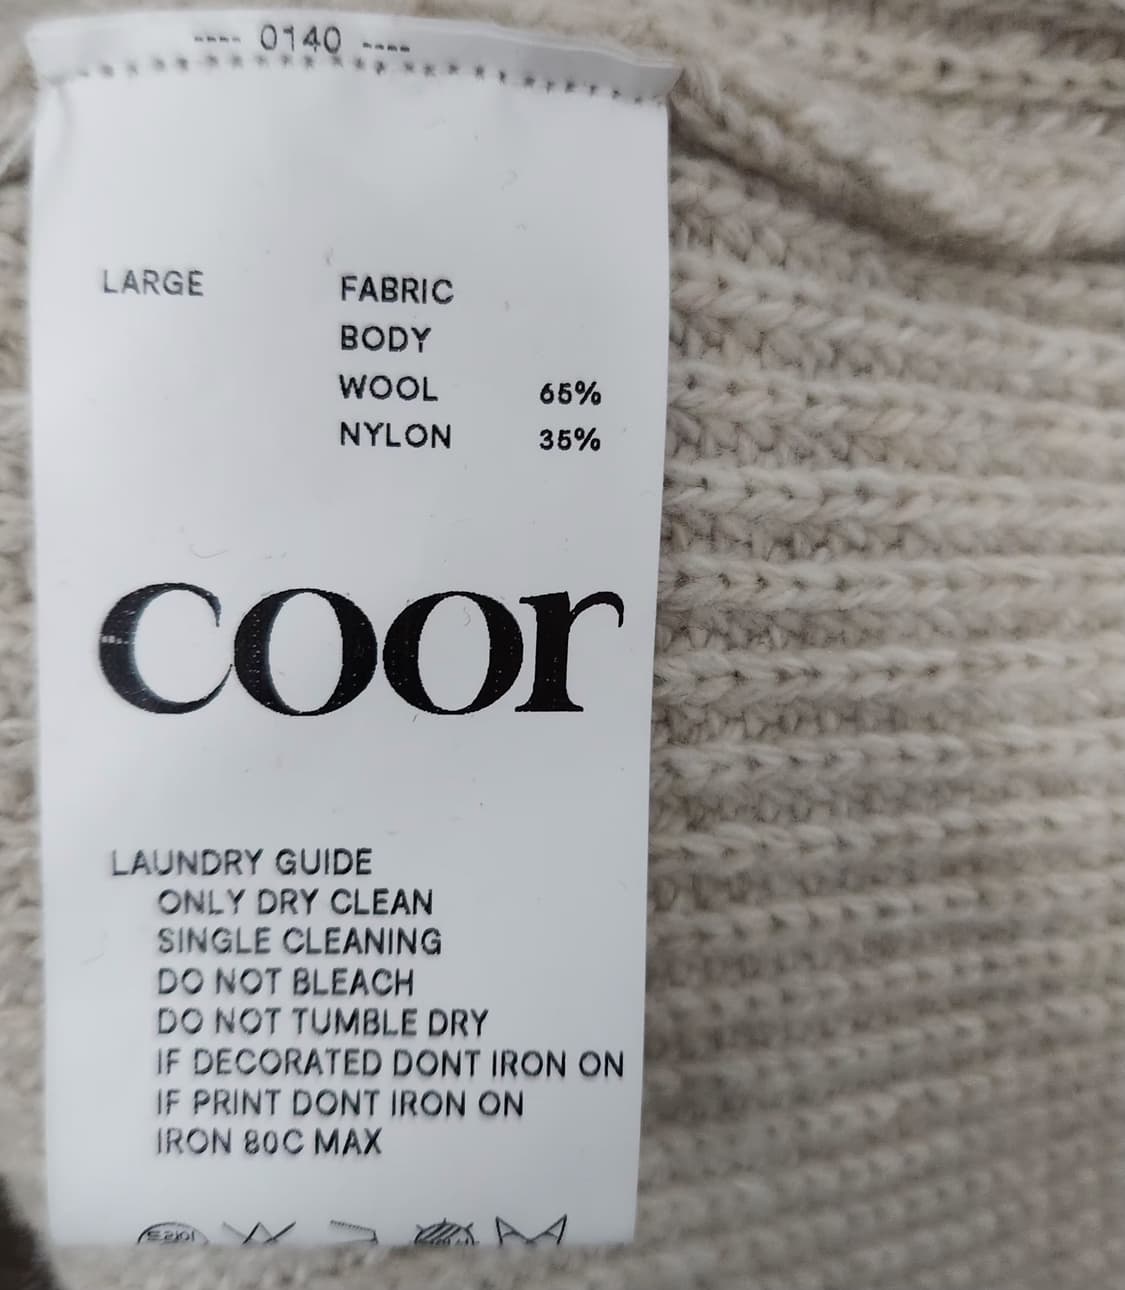 ---- 0140 ----
LARGE FABRIC
BODY
WOOL 65%
NYLON 35%
coor
LAUNDRY GUIDE
ONLY DRY CLEAN
SINGLE CLEANING
DO NOT BLEACH
DO NOT TUMBLE DRY
IF DECORATED DONT IRON ON
IF PRINT DONT IRON ON
IRON 80C MAX